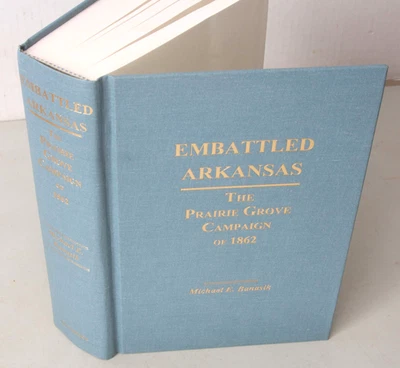 EMBATTLED
ARKANSAS
THE
PRAIRIE GROVE
CAMPAIGN
OF 1862
EMBATTLED
ARKANSAS
THE
PRAIRIE GROVE
CAMPAIGN
OF 1862
Michael E. Banasik